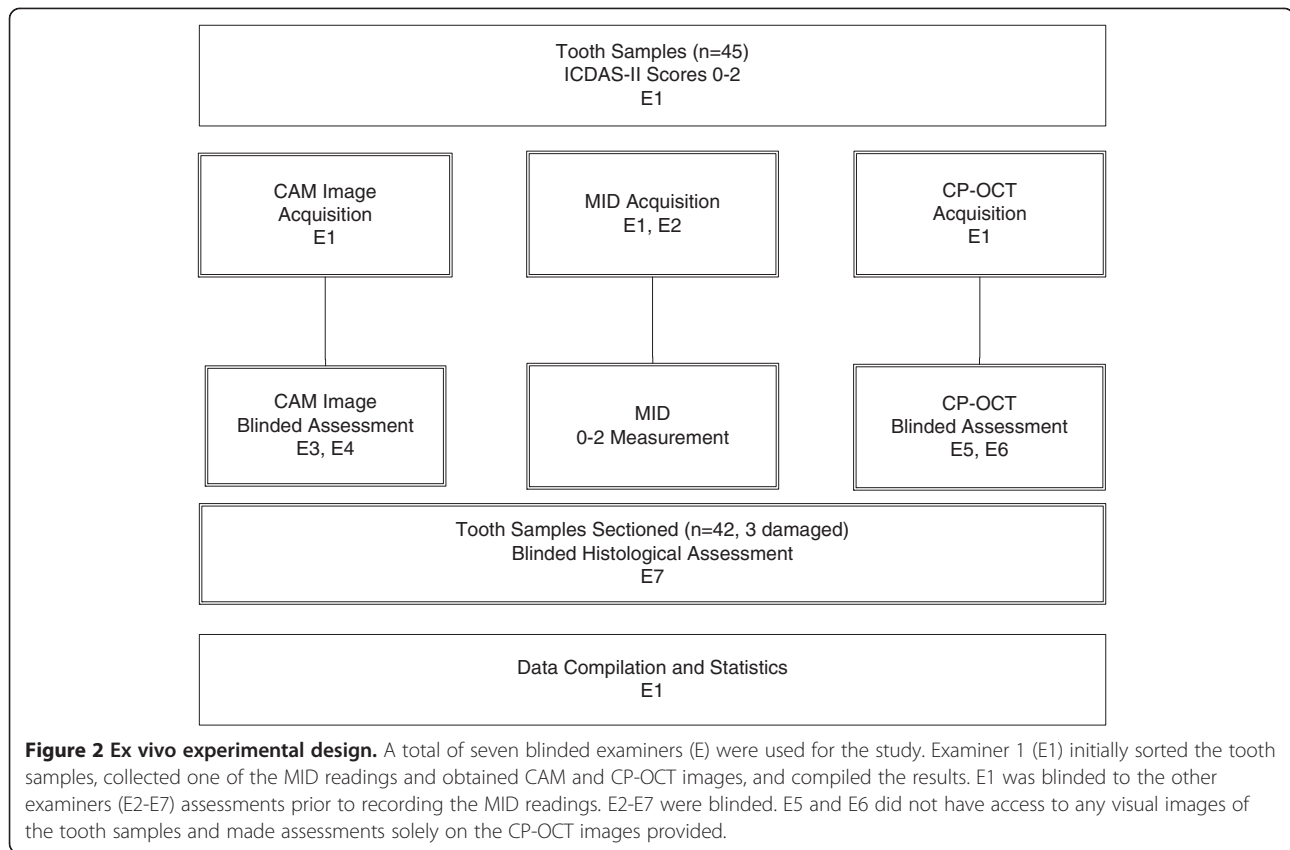 Tooth Samples (n=45)
ICDAS-II Scores 0-2
E1
CAM Image
Acquisition
E1
MID Acquisition
E1, E2
CP-OCT
Acquisition
E1
CAM Image
Blinded Assessment
E3, E4
MID
0-2 Measurement
CP-OCT
Blinded Assessment
E5, E6
Tooth Samples Sectioned (n=42, 3 damaged)
Blinded Histological Assessment
E7
Data Compilation and Statistics
E1
Figure 2 Ex vivo experimental design. A total of seven blinded examiners (E) were used for the study. Examiner 1 (E1) initially sorted the tooth
samples, collected one of the MID readings and obtained CAM and CP-OCT images, and compiled the results. E1 was blinded to the other
examiners (E2-E7) assessments prior to recording the MID readings. E2-E7 were blinded. E5 and E6 did not have access to any visual images of
the tooth samples and made assessments solely on the CP-OCT images provided.